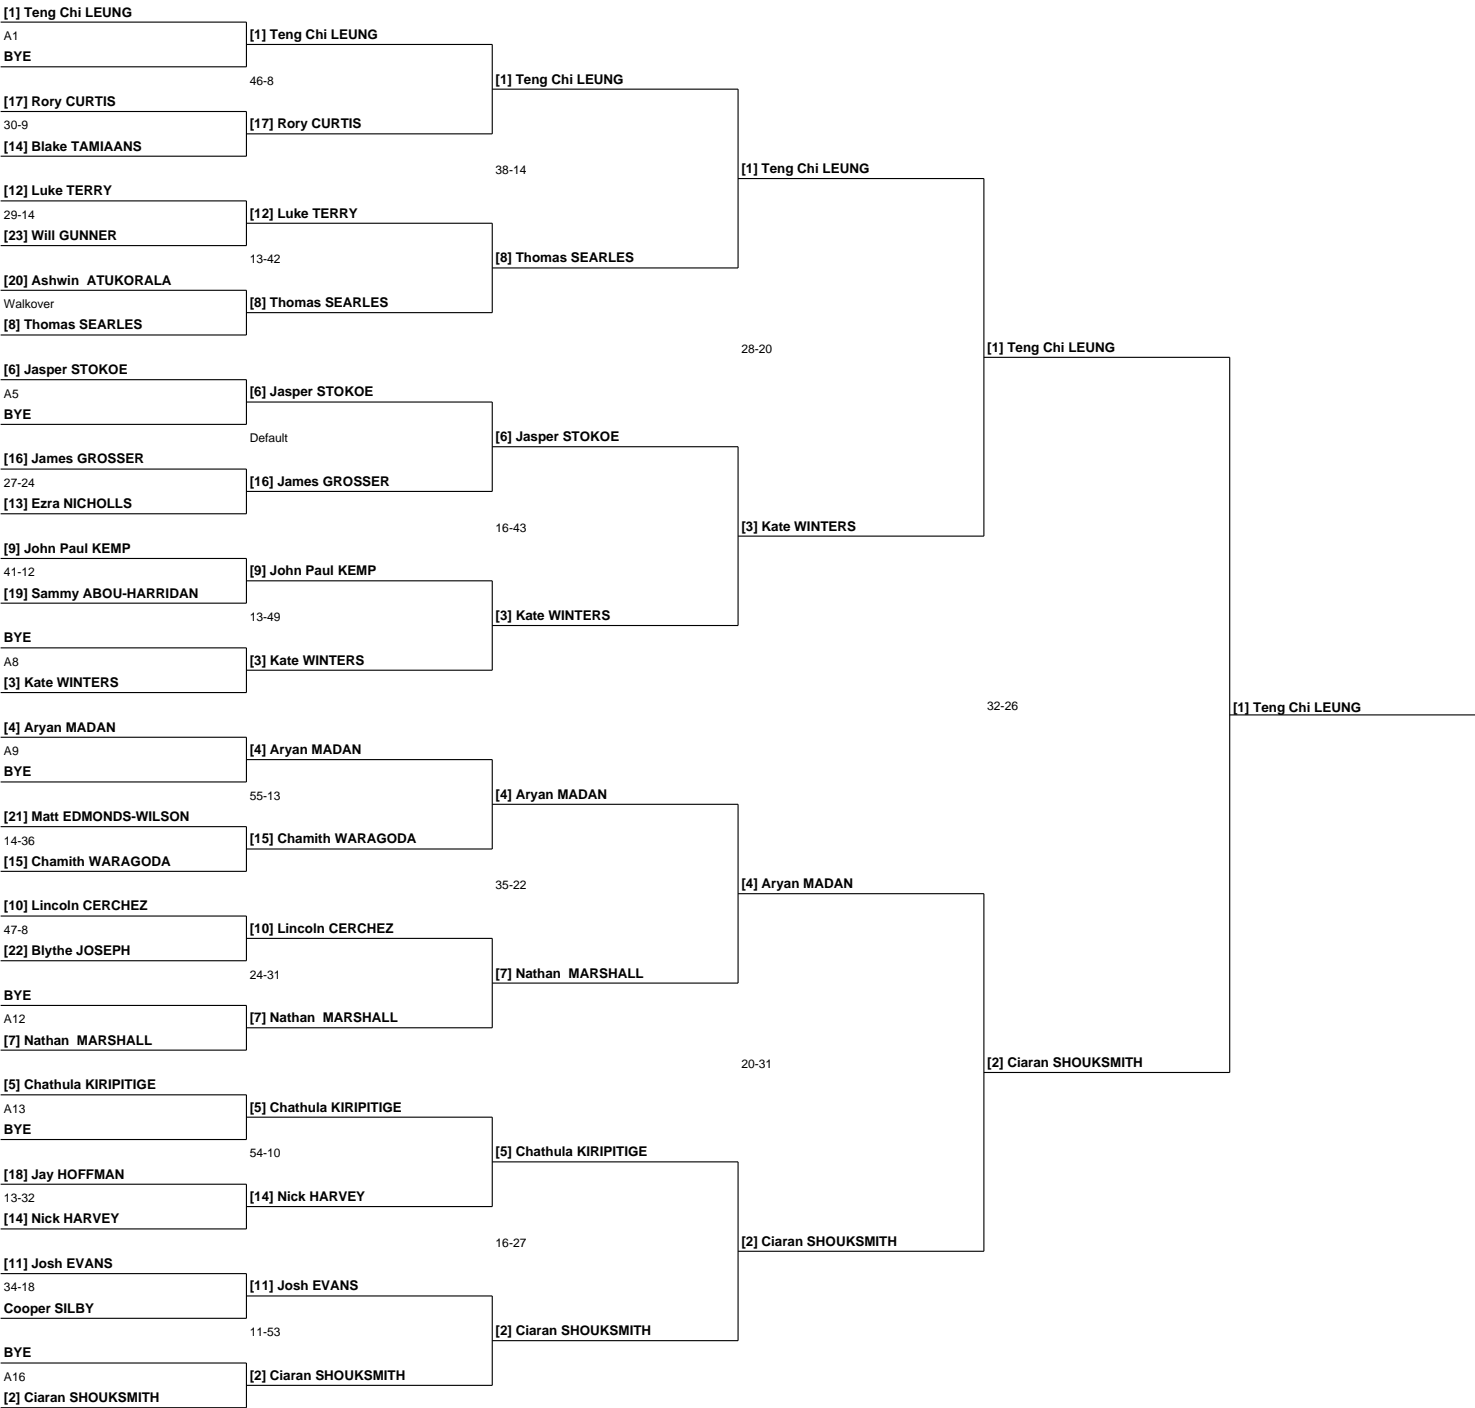 [1] Teng Chi LEUNG
A1
BYE
[17] Rory CURTIS
30-9
[14] Blake TAMIAANS
[12] Luke TERRY
29-14
[23] Will GUNNER
[20] Ashwin  ATUKORALA
Walkover
[8] Thomas SEARLES
[6] Jasper STOKOE
A5
BYE
[16] James GROSSER
27-24
[13] Ezra NICHOLLS
[9] John Paul KEMP
41-12
[19] Sammy ABOU-HARRIDAN
BYE
A8
[3] Kate WINTERS
[4] Aryan MADAN
A9
BYE
[21] Matt EDMONDS-WILSON
14-36
[15] Chamith WARAGODA
[10] Lincoln CERCHEZ
47-8
[22] Blythe JOSEPH
BYE
A12
[7] Nathan  MARSHALL
[5] Chathula KIRIPITIGE
A13
BYE
[18] Jay HOFFMAN
13-32
[14] Nick HARVEY
[11] Josh EVANS
34-18
Cooper SILBY
BYE
A16
[2] Ciaran SHOUKSMITH
[1] Teng Chi LEUNG
46-8
[17] Rory CURTIS
[12] Luke TERRY
13-42
[8] Thomas SEARLES
[6] Jasper STOKOE
Default
[16] James GROSSER
[9] John Paul KEMP
13-49
[3] Kate WINTERS
[4] Aryan MADAN
55-13
[15] Chamith WARAGODA
[10] Lincoln CERCHEZ
24-31
[7] Nathan  MARSHALL
[5] Chathula KIRIPITIGE
54-10
[14] Nick HARVEY
[11] Josh EVANS
11-53
[2] Ciaran SHOUKSMITH
[1] Teng Chi LEUNG
38-14
[8] Thomas SEARLES
[6] Jasper STOKOE
16-43
[3] Kate WINTERS
[4] Aryan MADAN
35-22
[7] Nathan  MARSHALL
[5] Chathula KIRIPITIGE
16-27
[2] Ciaran SHOUKSMITH
[1] Teng Chi LEUNG
28-20
[3] Kate WINTERS
[4] Aryan MADAN
20-31
[2] Ciaran SHOUKSMITH
[1] Teng Chi LEUNG
32-26
[2] Ciaran SHOUKSMITH
[1] Teng Chi LEUNG